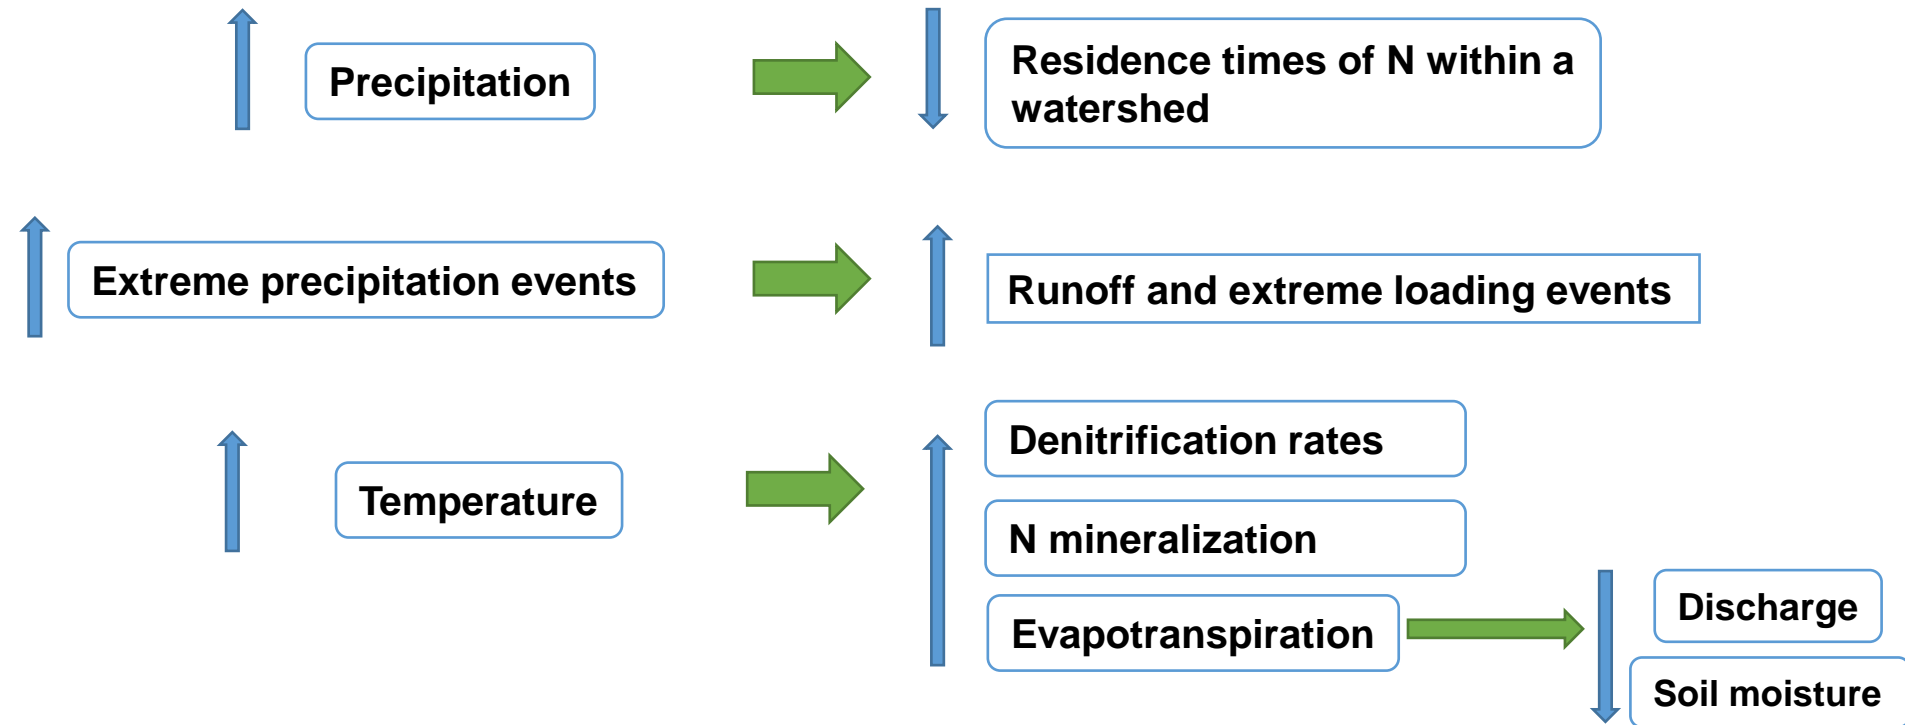 Precipitation
Residence times of N within a
watershed
Extreme precipitation events
Runoff and extreme loading events
Temperature
Denitrification rates
N mineralization
Evapotranspiration
Discharge
Soil moisture